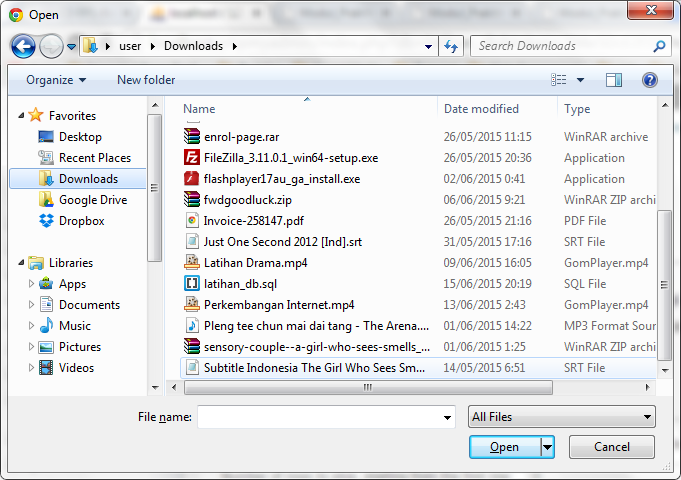 Open
user Downloads Search Downloads
Organize New folder
Name Date modified Type
Favorites
Desktop
Recent Places
Downloads
Google Drive
Dropbox
Libraries
Apps
Documents
Music
Pictures
Videos
enrol-page.rar 26/05/2015 11:15 WinRAR archive
FileZilla_3.11.0.1_win64-setup.exe 26/05/2015 20:36 Application
flashplayer17au_ga_install.exe 02/06/2015 0:41 Application
fwdgoodluck.zip 06/06/2015 9:21 WinRAR ZIP archi
Invoice-258147.pdf 26/05/2015 21:16 PDF File
Just One Second 2012 [Ind].srt 31/05/2015 17:16 SRT File
Latihan Drama.mp4 09/06/2015 16:05 GomPlayer.mp4
latihan_db.sql 15/06/2015 20:19 SQL File
Perkembangan Internet.mp4 13/06/2015 2:43 GomPlayer.mp4
Pleng tee chun mai dai tang - The Arena.... 01/06/2015 14:22 MP3 Format Sour
sensory-couple--a-girl-who-sees-smells_... 01/06/2015 1:25 WinRAR ZIP archi
Subtitle Indonesia The Girl Who Sees Sm... 14/05/2015 6:51 SRT File
File name: All Files
Open Cancel